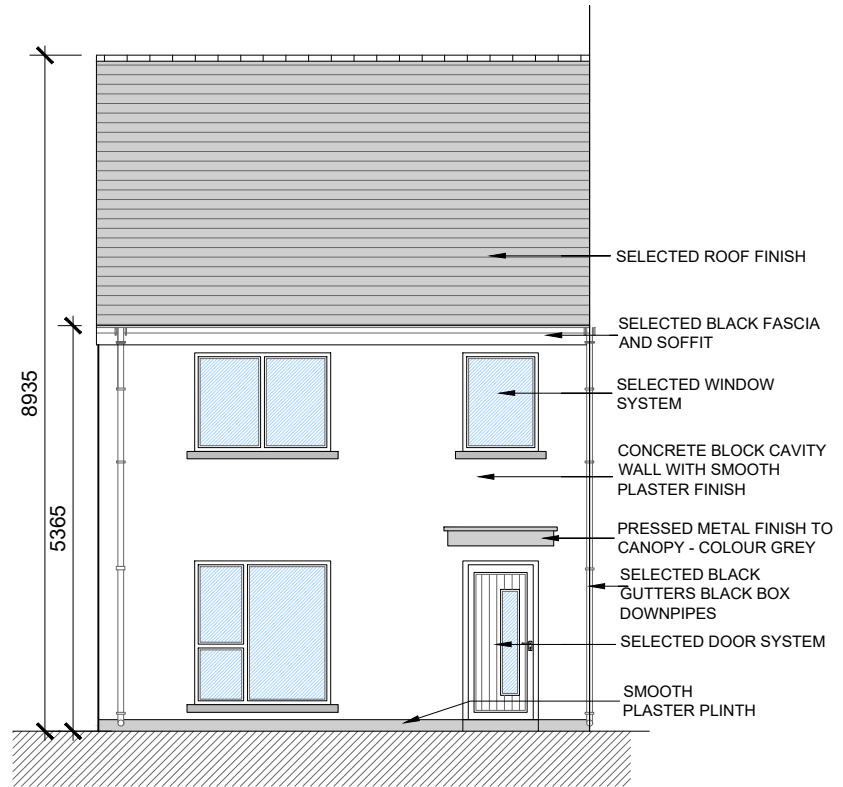 SELECTED ROOF FINISH
SELECTED BLACK FASCIA
AND SOFFIT
SELECTED WINDOW
SYSTEM
8935
CONCRETE BLOCK CAVITY
WALL WITH SMOOTH
PLASTER FINISH
5365
PRESSED METAL FINISH TO
CANOPY - COLOUR GREY
SELECTED BLACK
GUTTERS BLACK BOX
DOWNPIPES
SELECTED DOOR SYSTEM
SMOOTH
PLASTER PLINTH